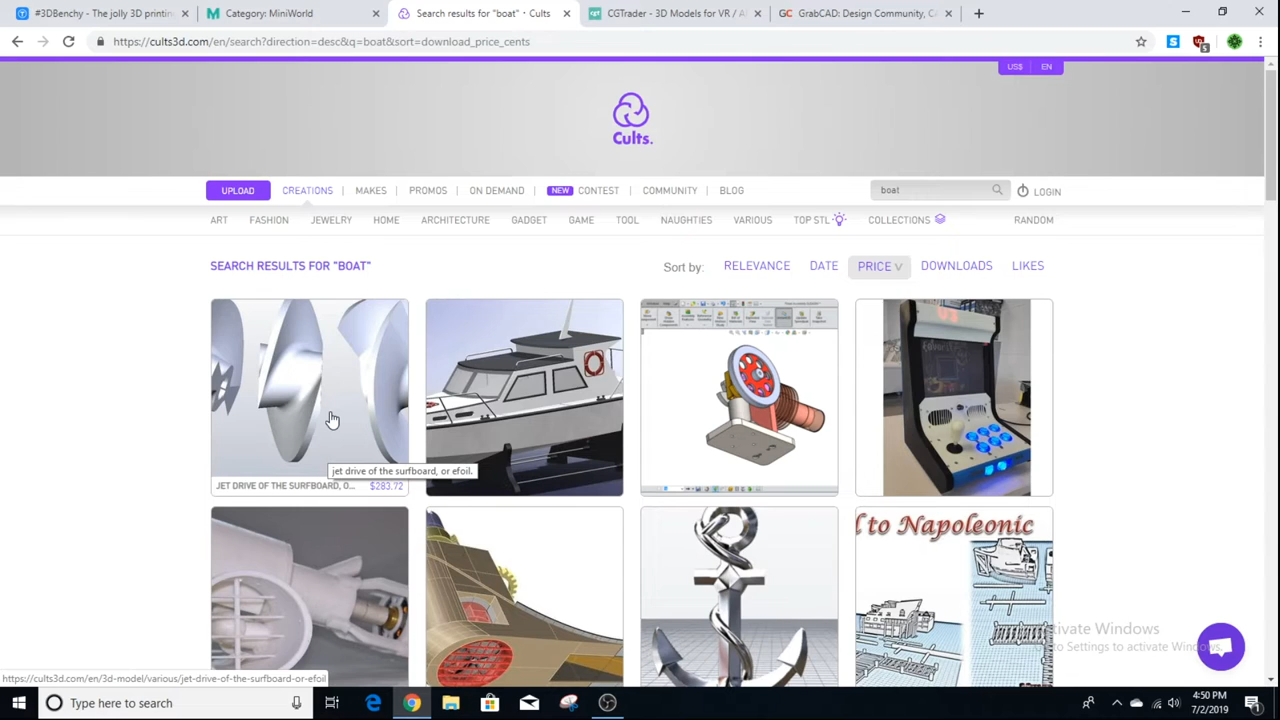 #3DBenchy - The jolly 3D printing
Category: MiniWorld
Search results for "boat" · Cults
CGTrader - 3D Models for VR / A
GrabCAD: Design Community, C
https://cults3d.com/en/search?direction=desc&q=boat&sort=download_price_cents
US$ EN
Cults.
UPLOAD CREATIONS MAKES PROMOS ON DEMAND NEW CONTEST COMMUNITY BLOG boat LOGIN
ART FASHION JEWELRY HOME ARCHITECTURE GADGET GAME TOOL NAUGHTIES VARIOUS TOP STL COLLECTIONS RANDOM
SEARCH RESULTS FOR "BOAT"
Sort by: RELEVANCE DATE PRICE V DOWNLOADS LIKES
jet drive of the surfboard, or efoil.
JET DRIVE OF THE SURFBOARD, O... $283.72
to Napoleonic
Activate Windows
Go to Settings to activate Windows.
https://cults3d.com/en/3d-model/various/jet-drive-of-the-surfboard-or-efoil
Type here to search
4:50 PM
7/2/2019